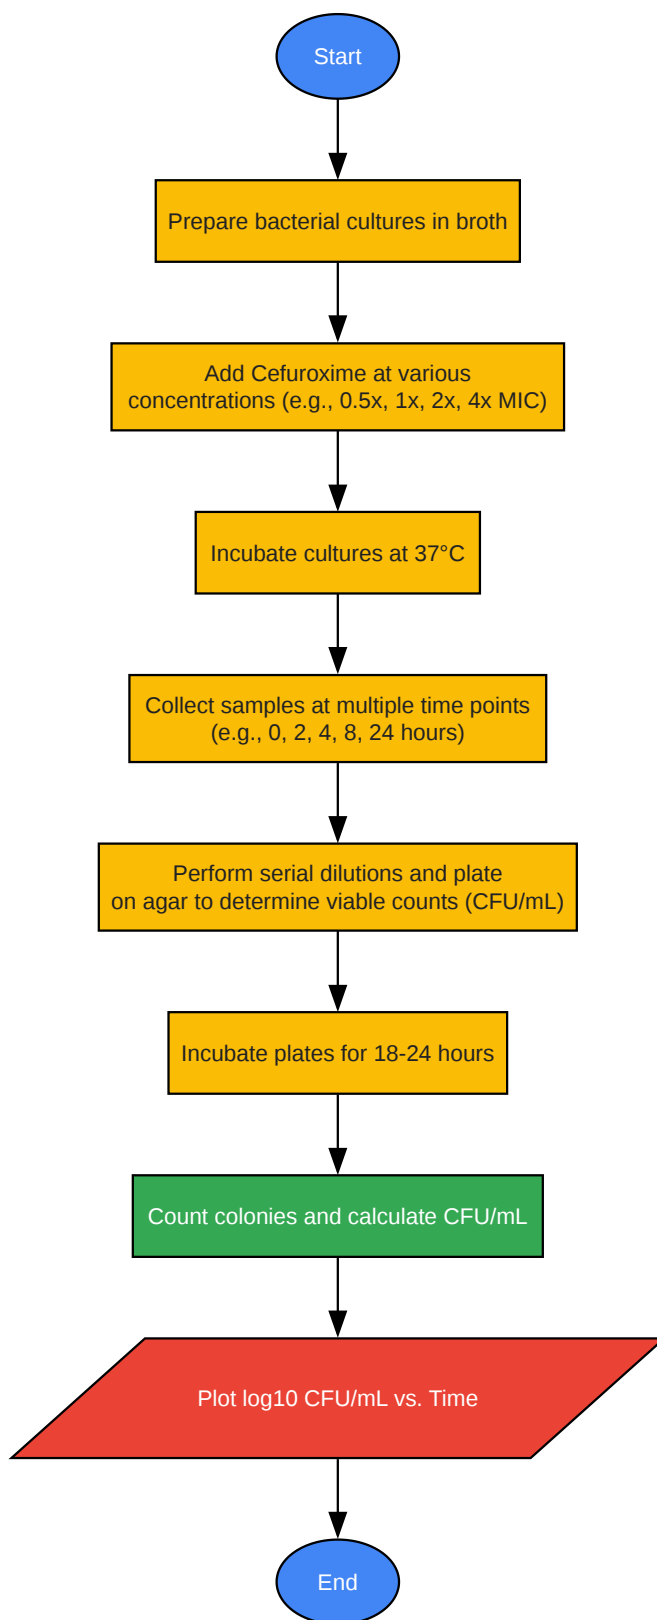 Start
Prepare bacterial cultures in broth
Add Cefuroxime at various
concentrations (e.g., 0.5x, 1x, 2x, 4x MIC)
Incubate cultures at 37°C
Collect samples at multiple time points
(e.g., 0, 2, 4, 8, 24 hours)
Perform serial dilutions and plate
on agar to determine viable counts (CFU/mL)
Incubate plates for 18-24 hours
Count colonies and calculate CFU/mL
Plot log10 CFU/mL vs. Time
End